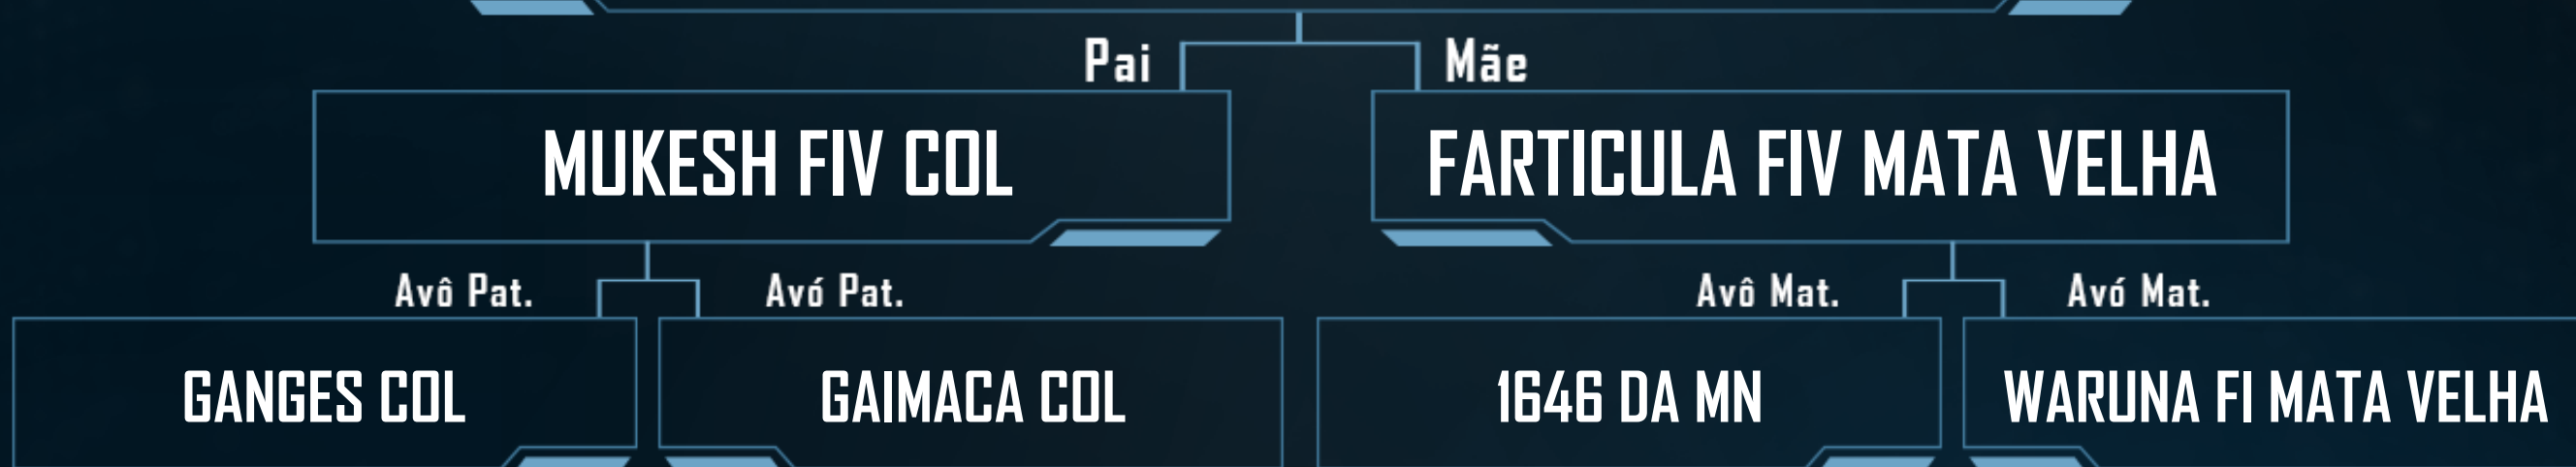 Pai Mãe
MUKESH FIV COL FARTICULA FIV MATA VELHA
Avô Pat. Avó Pat. Avô Mat. Avó Mat.
GANGES COL GAIMACA COL 1646 DA MN WARUNA FI MATA VELHA